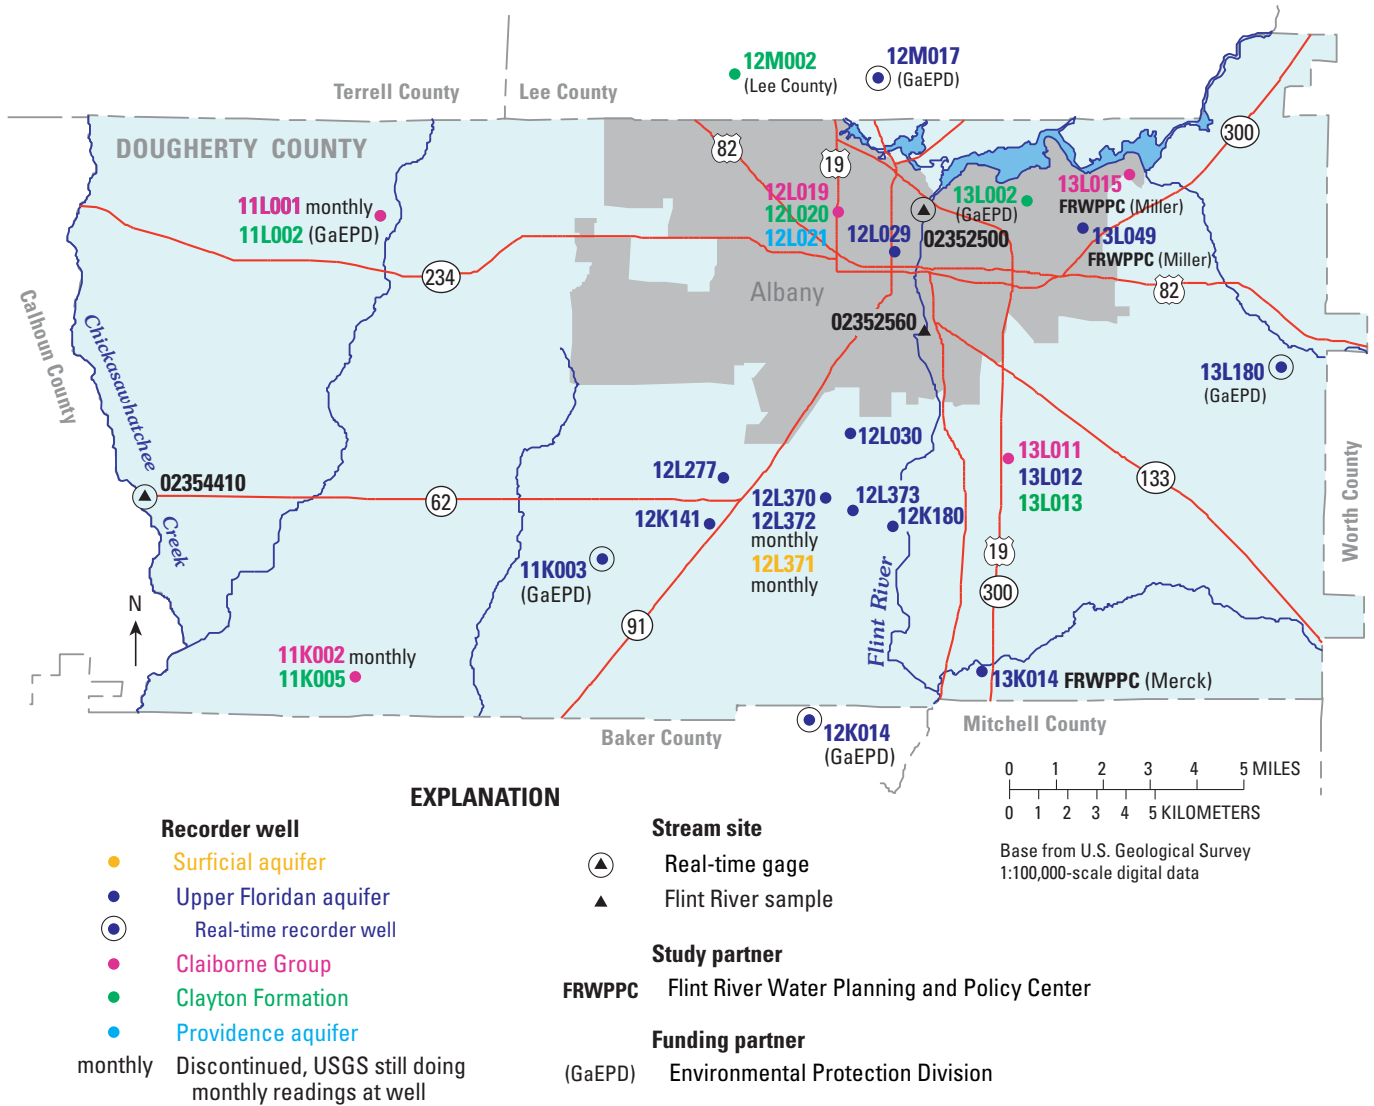 12M002
(Lee County)
12M017
(GaEPD)
Terrell County
Lee County
DOUGHERTY COUNTY
82
19
300
11L001 monthly
11L002 (GaEPD)
12L019
12L020
12L021
12L029
13L002
(GaEPD)
02352500
13L015
FRWPPC (Miller)
13L049
FRWPPC (Miller)
234
82
Albany
02352560
Calhoun County
Chickasawhatchee
Creek
13L180
(GaEPD)
12L030
13L011
13L012
13L013
133
Worth County
02354410
62
12L277
12K141
12L370
12L372
monthly
12L371
monthly
12L373
12K180
19
300
11K003
(GaEPD)
N
91
Flint River
11K002 monthly
11K005
13K014 FRWPPC (Merck)
12K014
(GaEPD)
Baker County
Mitchell County
0 1 2 3 4 5 MILES
0 1 2 3 4 5 KILOMETERS
Base from U.S. Geological Survey
1:100,000-scale digital data
EXPLANATION
Recorder well
Surficial aquifer
Upper Floridan aquifer
Real-time recorder well
Claiborne Group
Clayton Formation
Providence aquifer
monthly Discontinued, USGS still doing
monthly readings at well
Stream site
Real-time gage
Flint River sample
Study partner
FRWPPC Flint River Water Planning and Policy Center
Funding partner
(GaEPD) Environmental Protection Division